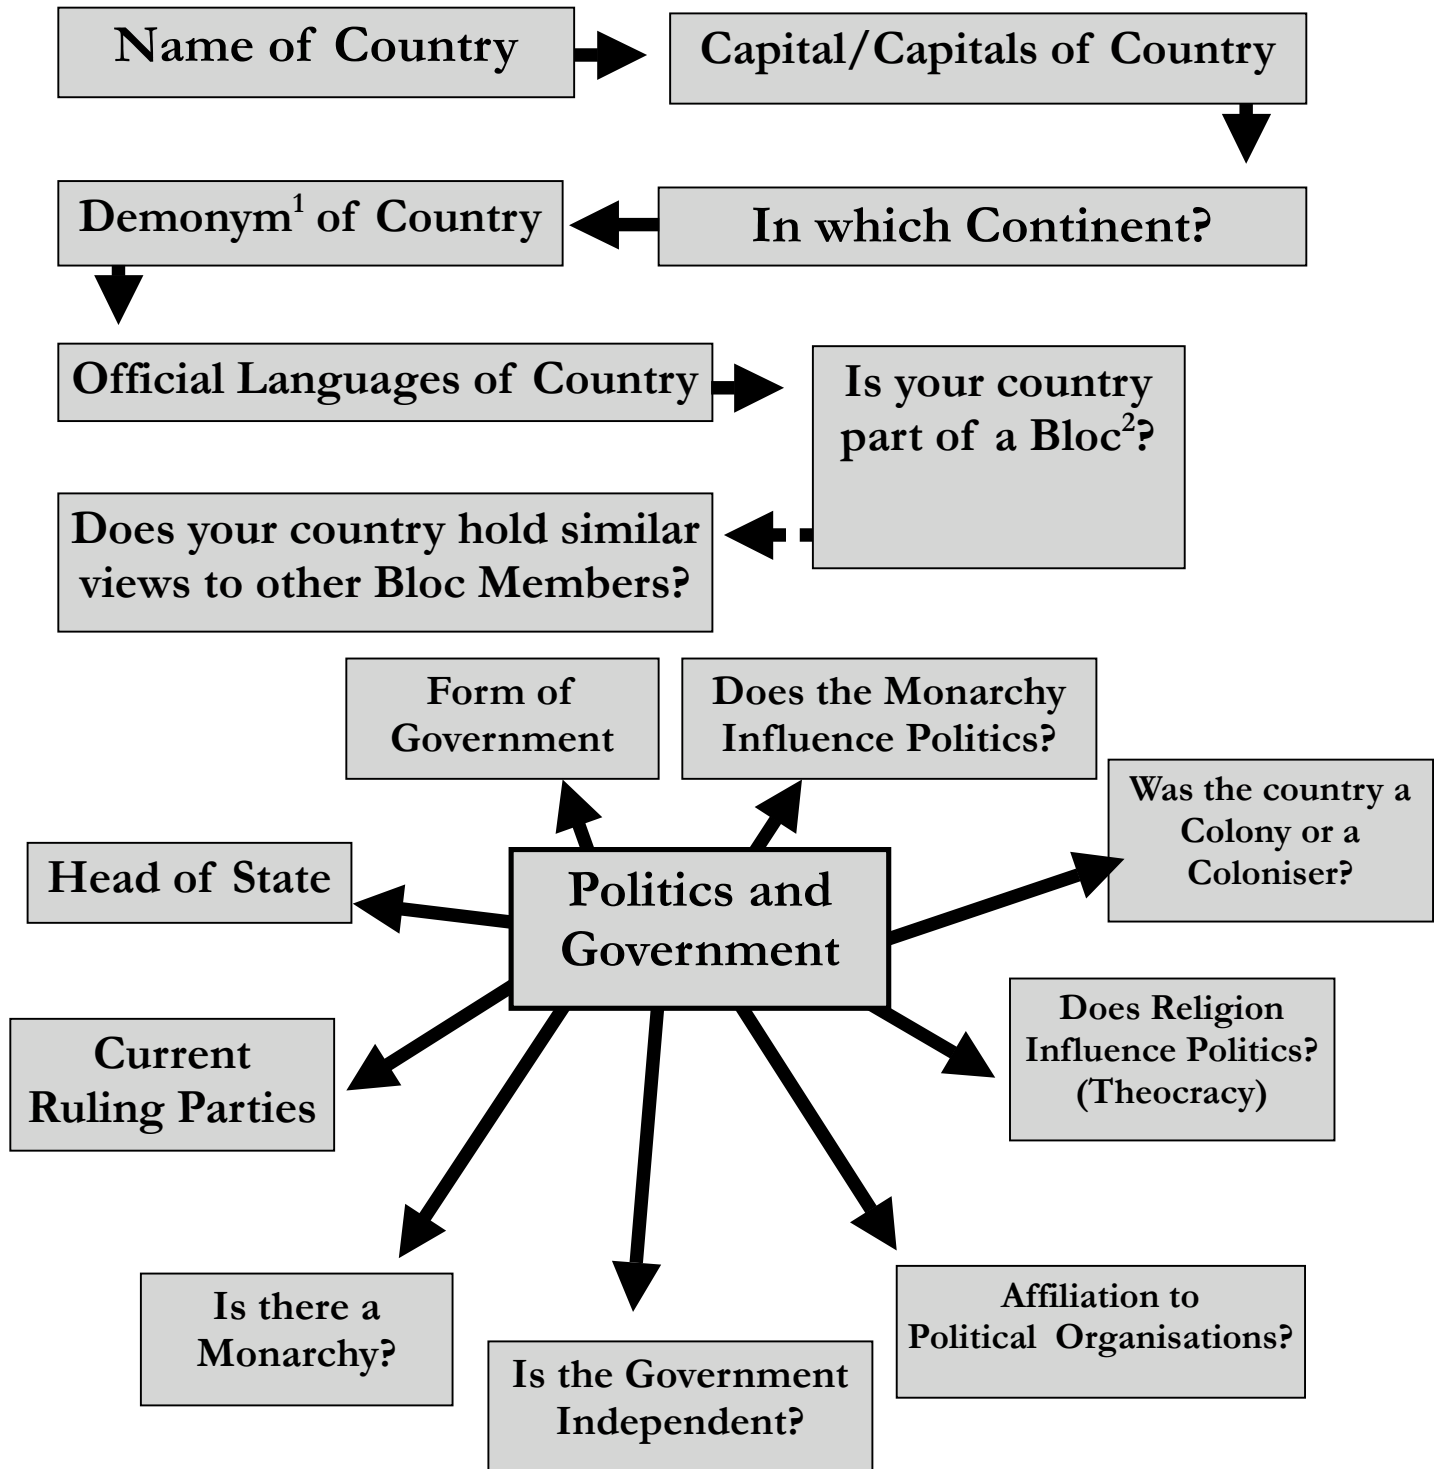 Name of Country
Capital/Capitals of Country
In which Continent?
Demonym¹ of Country
Official Languages of Country
Is your country
part of a Bloc²?
Does your country hold similar
views to other Bloc Members?
Form of
Government
Does the Monarchy
Influence Politics?
Was the country a
Colony or a
Coloniser?
Head of State
Politics and
Government
Does Religion
Influence Politics?
(Theocracy)
Current
Ruling Parties
Is there a
Monarchy?
Is the Government
Independent?
Affiliation to
Political Organisations?